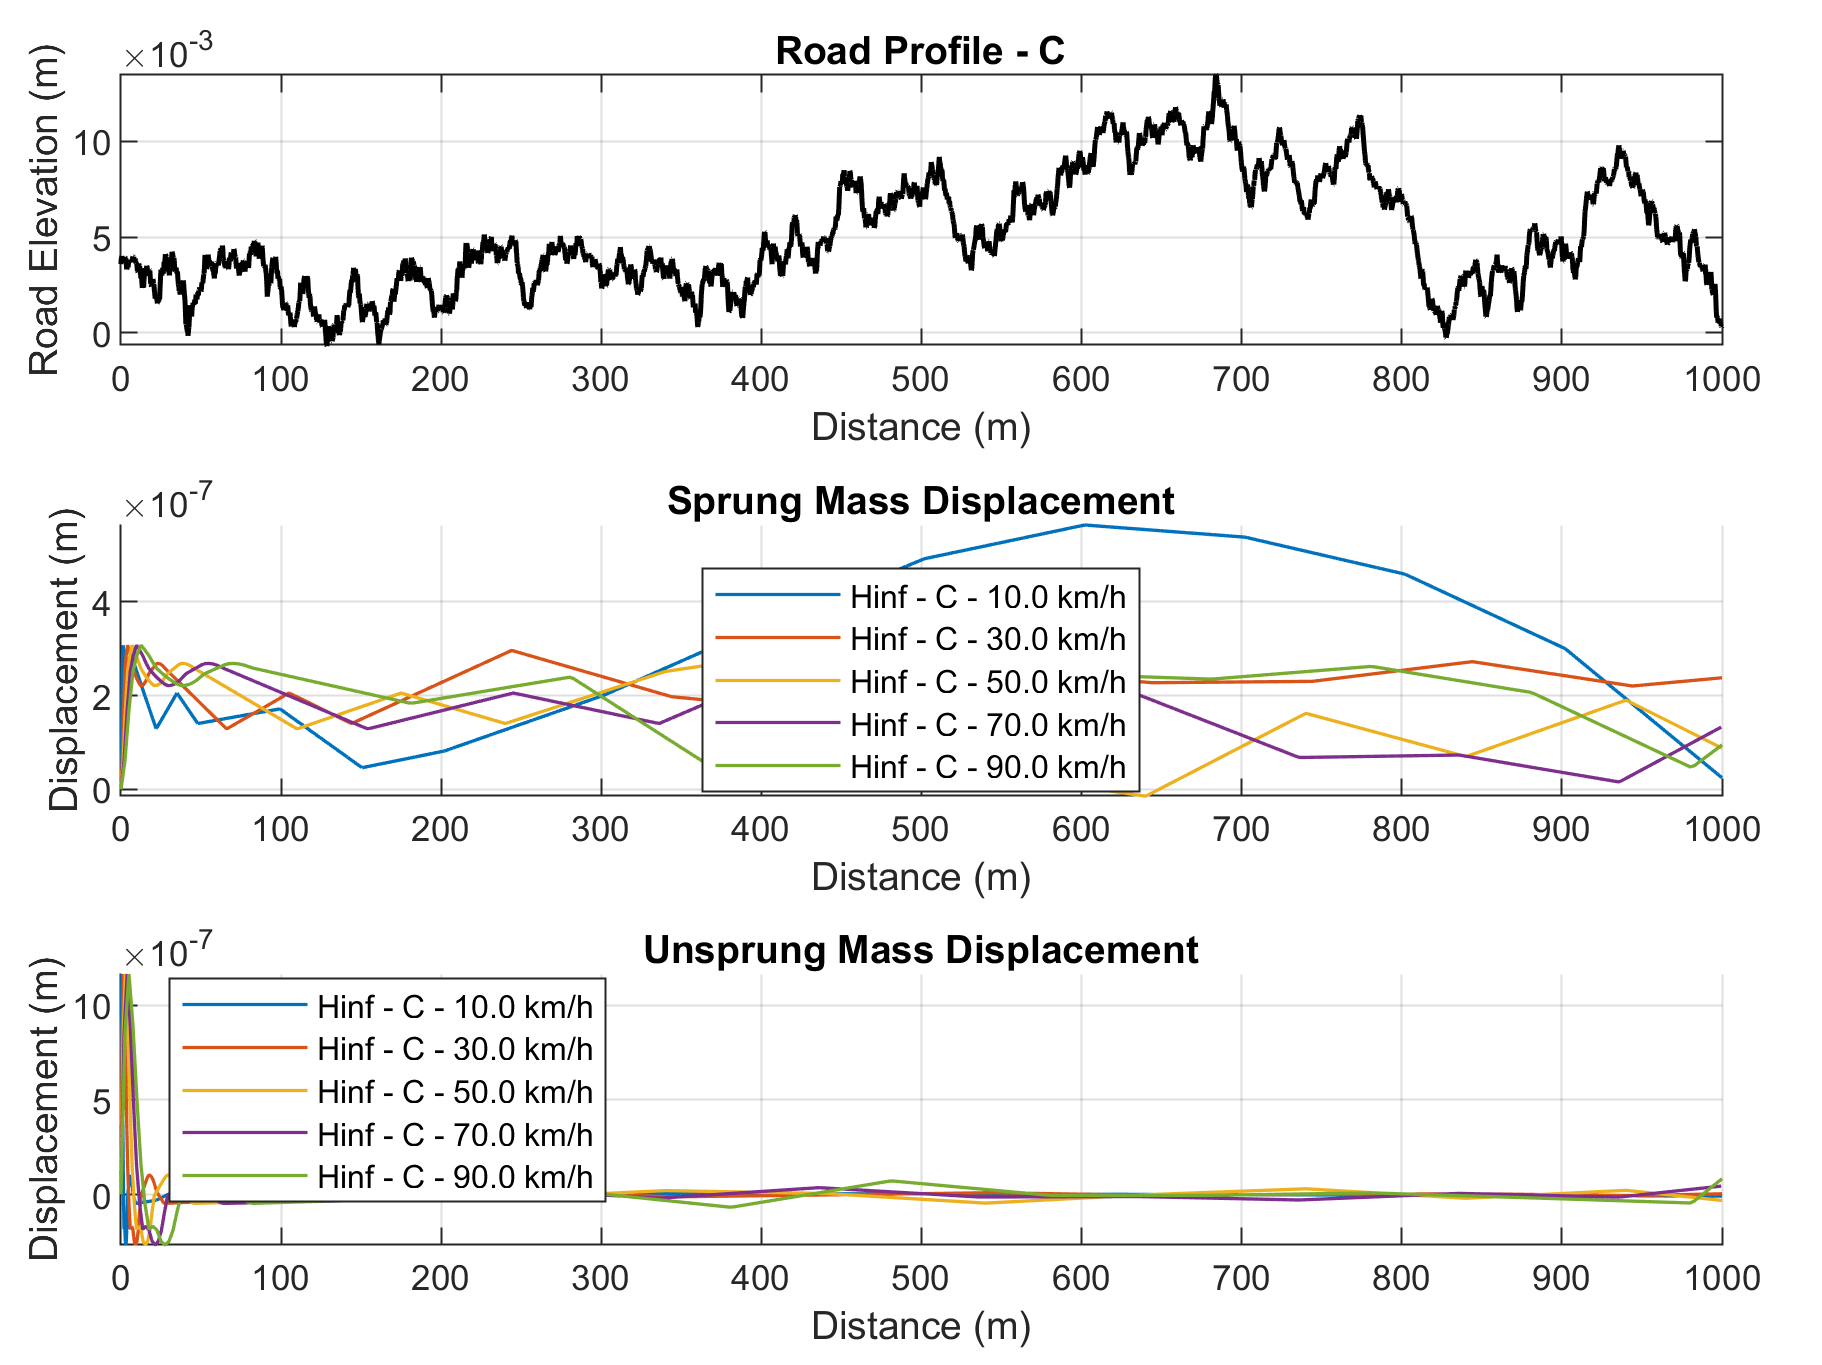 Road Profile - C
×10-3
Road Elevation (m)
10
5
0
0 100 200 300 400 500 600 700 800 900 1000
Distance (m)
Sprung Mass Displacement
×10-7
Displacement (m)
4
2
0
Hinf - C - 10.0 km/h
Hinf - C - 30.0 km/h
Hinf - C - 50.0 km/h
Hinf - C - 70.0 km/h
Hinf - C - 90.0 km/h
0 100 200 300 400 500 600 700 800 900 1000
Distance (m)
Unsprung Mass Displacement
×10-7
Displacement (m)
10
5
0
Hinf - C - 10.0 km/h
Hinf - C - 30.0 km/h
Hinf - C - 50.0 km/h
Hinf - C - 70.0 km/h
Hinf - C - 90.0 km/h
0 100 200 300 400 500 600 700 800 900 1000
Distance (m)